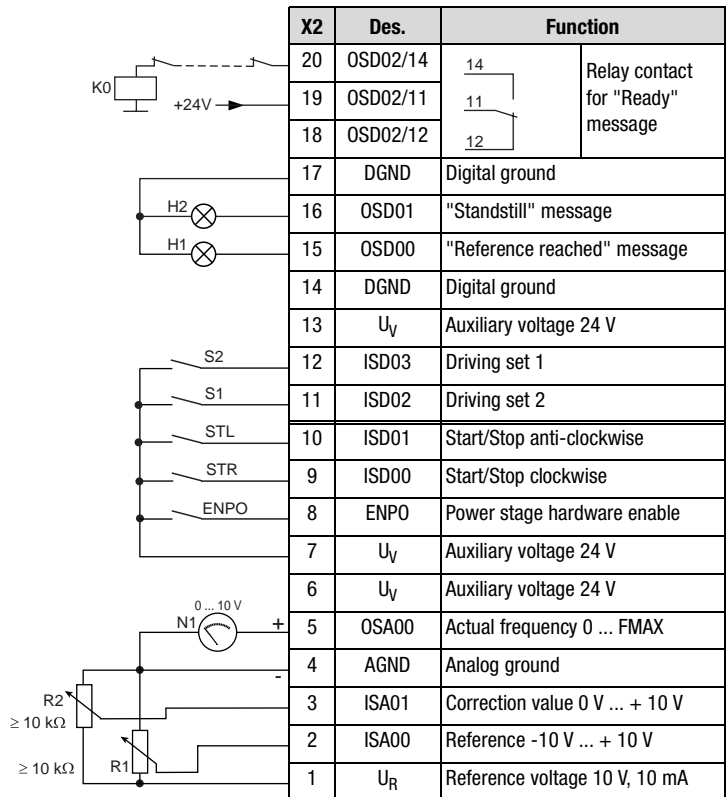 X2 Des. Function
K0 20 OSD02/14 14 Relay contact
+24V 19 OSD02/11 11 for "Ready"
18 OSD02/12 12 message
17 DGND Digital ground
H2 16 OSD01 "Standstill" message
H1 15 OSD00 "Reference reached" message
14 DGND Digital ground
13 UV Auxiliary voltage 24 V
S2 12 ISD03 Driving set 1
S1 11 ISD02 Driving set 2
STL 10 ISD01 Start/Stop anti-clockwise
STR 9 ISD00 Start/Stop clockwise
ENPO 8 ENPO Power stage hardware enable
7 UV Auxiliary voltage 24 V
6 UV Auxiliary voltage 24 V
0 ... 10 V
N1 + 5 OSA00 Actual frequency 0 ... FMAX
- 4 AGND Analog ground
R2 3 ISA01 Correction value 0 V ... + 10 V
≥ 10 kΩ
2 ISA00 Reference -10 V ... + 10 V
≥ 10 kΩ R1
1 UR Reference voltage 10 V, 10 mA